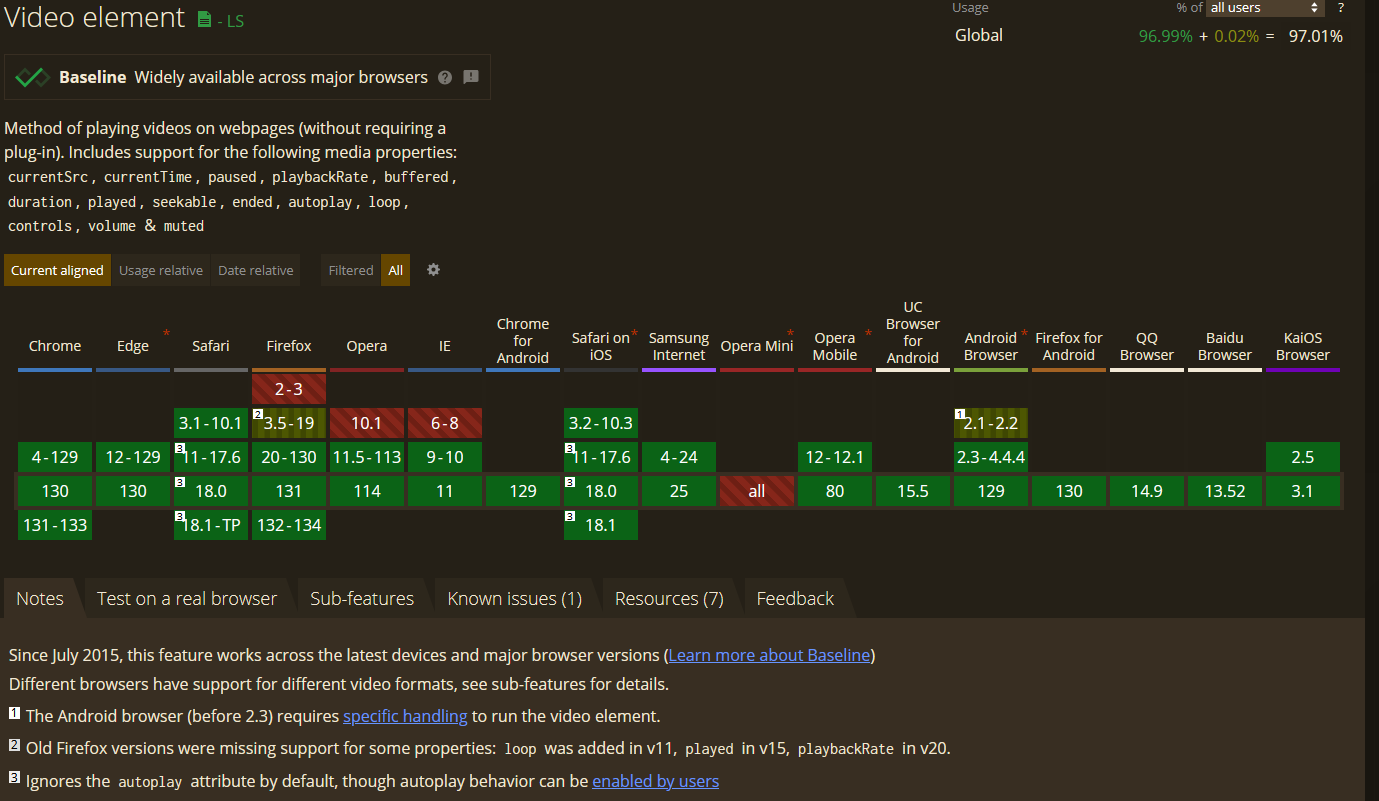 Video element - LS
Usage % of all users ?
Global 96.99% + 0.02% = 97.01%
Baseline Widely available across major browsers
Method of playing videos on webpages (without requiring a
plug-in). Includes support for the following media properties:
currentSrc, currentTime, paused, playbackRate, buffered,
duration, played, seekable, ended, autoplay, loop,
controls, volume & muted
Current aligned Usage relative Date relative Filtered All
Chrome
Edge *
Safari
Firefox
Opera
IE
Chrome
for
Android
Safari on *
iOS
Samsung
Internet
Opera Mini *
Opera *
Mobile
UC
Browser
for
Android
Android *
Browser
Firefox for
Android
QQ
Browser
Baidu
Browser
KaiOS
Browser
2-3
3.1-10.1 2 3.5-19 10.1 6-8 3.2-10.3 1 2.1-2.2
4-129 12-129 3 11-17.6 20-130 11.5-113 9-10 3 11-17.6 4-24 12-12.1 2.3-4.4.4 2.5
130 130 3 18.0 131 114 11 129 3 18.0 25 all 80 15.5 129 130 14.9 13.52 3.1
131-133 3 18.1-TP 132-134 3 18.1
Notes Test on a real browser Sub-features Known issues (1) Resources (7) Feedback
Since July 2015, this feature works across the latest devices and major browser versions (Learn more about Baseline)
Different browsers have support for different video formats, see sub-features for details.
1 The Android browser (before 2.3) requires specific handling to run the video element.
2 Old Firefox versions were missing support for some properties: loop was added in v11, played in v15, playbackRate in v20.
3 Ignores the autoplay attribute by default, though autoplay behavior can be enabled by users